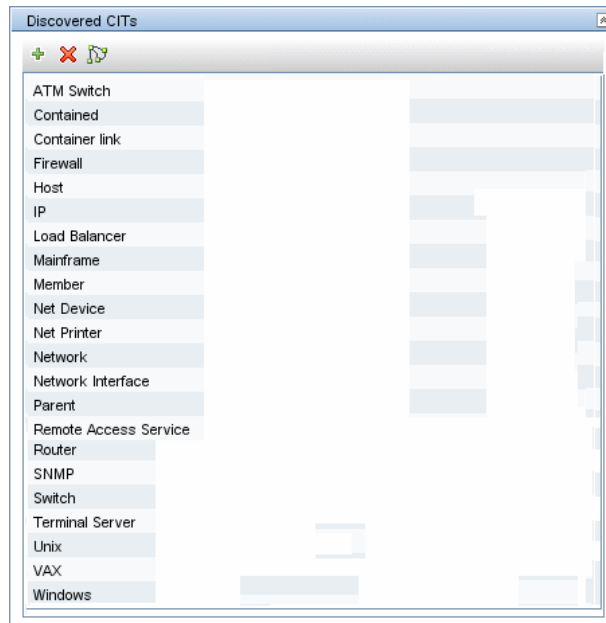 Discovered CITs
ATM Switch
Contained
Container link
Firewall
Host
IP
Load Balancer
Mainframe
Member
Net Device
Net Printer
Network
Network Interface
Parent
Remote Access Service
Router
SNMP
Switch
Terminal Server
Unix
VAX
Windows